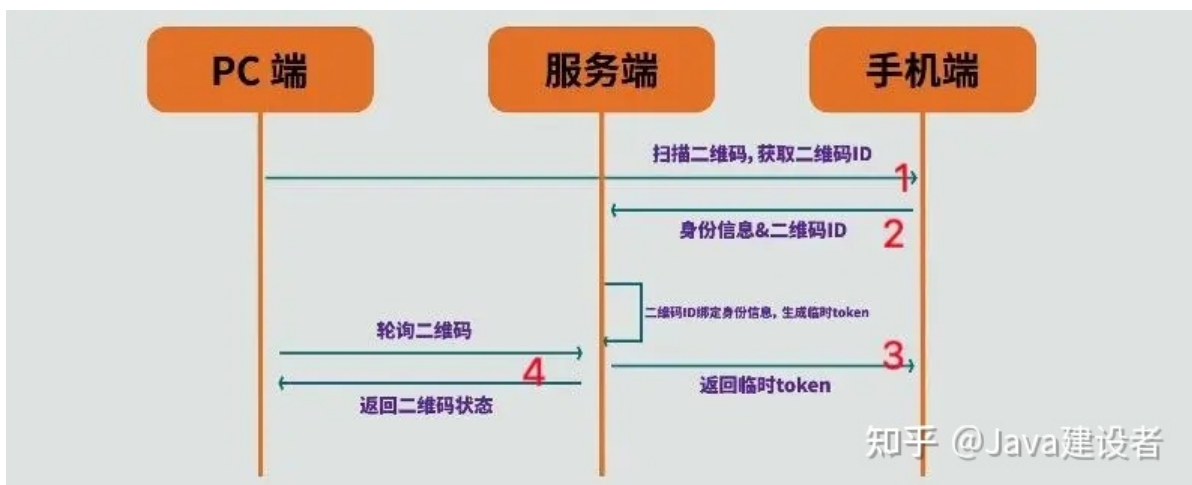 PC 端
服务端
手机端
扫描二维码, 获取二维码ID
1
身份信息&二维码ID
2
二维码ID绑定身份信息, 生成临时token
轮询二维码
3
4
返回临时token
返回二维码状态
知乎 @Java建设者